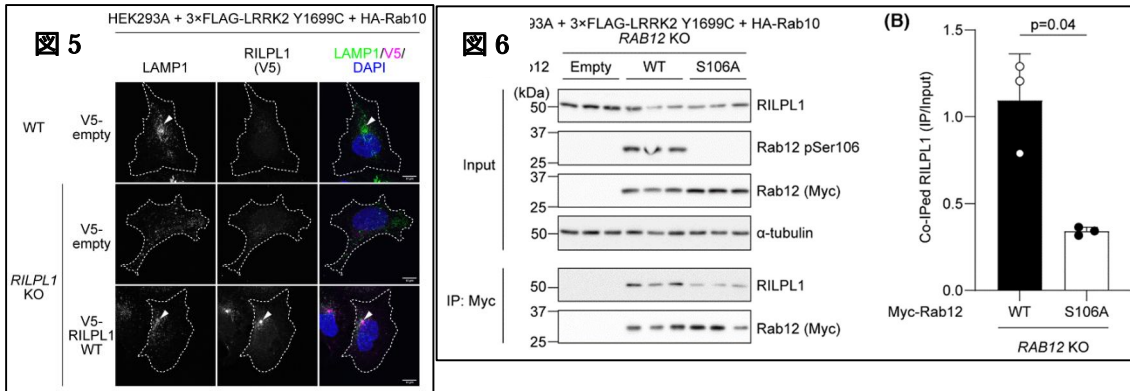 図 5
HEK293A + 3×FLAG-LRRK2 Y1699C + HA-Rab10
LAMP1
RILPL1
(V5)
LAMP1/V5/
DAPI
WT
V5-
empty
V5-
empty
RILPL1
KO
V5-
RILPL1
WT
図 6
93A + 3×FLAG-LRRK2 Y1699C + HA-Rab10
RAB12 KO
12
Empty
WT
S106A
(kDa)
50
RILPL1
37
25
Rab12 pSer106
37
25
Rab12 (Myc)
50
α-tubulin
Input
50
RILPL1
37
25
Rab12 (Myc)
IP: Myc
(B)
p=0.04
Co-IPed RILPL1 (IP/Input)
1.5
1.0
0.5
0.0
Myc-Rab12
WT
S106A
RAB12 KO